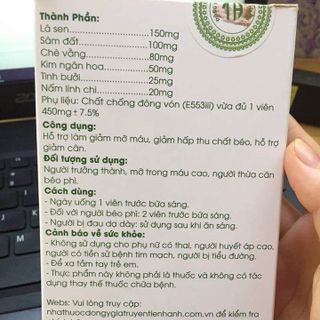 Thành Phần:
Lá sen 150mg
Sâm đất 100mg
Chè vằng 80mg
Kim ngân hoa 50mg
Tinh bưởi 25mg
Nấm linh chi 20mg
Phụ liệu: Chất chống đông vón (E553iii) vừa đủ 1 viên
450mg ± 7.5%
Công dụng:
Hỗ trợ làm giảm mỡ máu, giảm hấp thu chất béo, hỗ trợ
giảm cân.
Đối tượng sử dụng:
Người trưởng thành, mỡ trong máu cao, người thừa cân
béo phì.
Cách dùng:
- Ngày uống 1 viên trước bữa sáng.
- Đối với người béo phì: 2 viên trước bữa sáng.
- Người bị đau dạ dày: sử dụng sau khi ăn sáng.
Cảnh báo về sức khỏe:
- Không sử dụng cho phụ nữ có thai, người huyết áp cao,
người có tiền sử bệnh tim mạch, người bị tiểu đường.
- Để xa tầm tay trẻ em.
- Thực phẩm này không phải là thuốc và không có tác
dụng thay thế thuốc chữa bệnh.
Webs: Vui lòng truy cập:
nhathuocdongygiatruyentienhanh.com.vn để kiểm tra